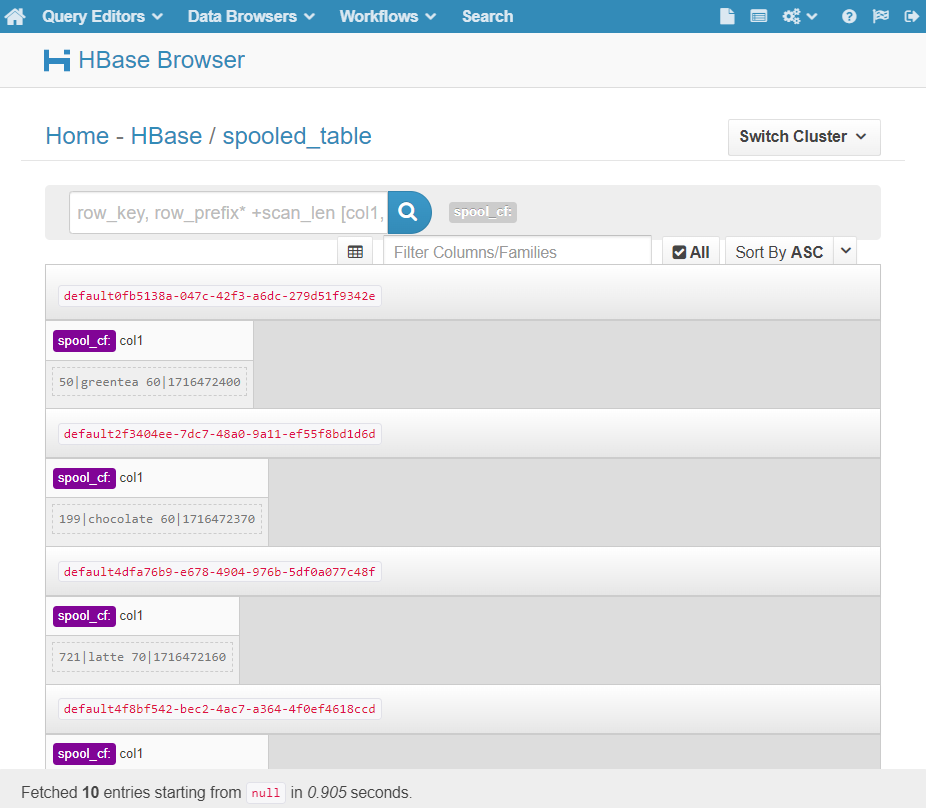 Query Editors Data Browsers Workflows Search
HBase Browser
Home - HBase / spooled_table Switch Cluster
row_key, row_prefix* +scan_len [col1, spool_cf:
Filter Columns/Families All Sort By ASC
default0fb5138a-047c-42f3-a6dc-279d51f9342e
spool_cf: col1
50|greentea 60|1716472400
default2f3404ee-7dc7-48a0-9a11-ef55f8bd1d6d
spool_cf: col1
199|chocolate 60|1716472370
default4dfa76b9-e678-4904-976b-5df0a077c48f
spool_cf: col1
721|latte 70|1716472160
default4f8bf542-bec2-4ac7-a364-4f0ef4618ccd
spool_cf: col1
Fetched 10 entries starting from null in 0.905 seconds.